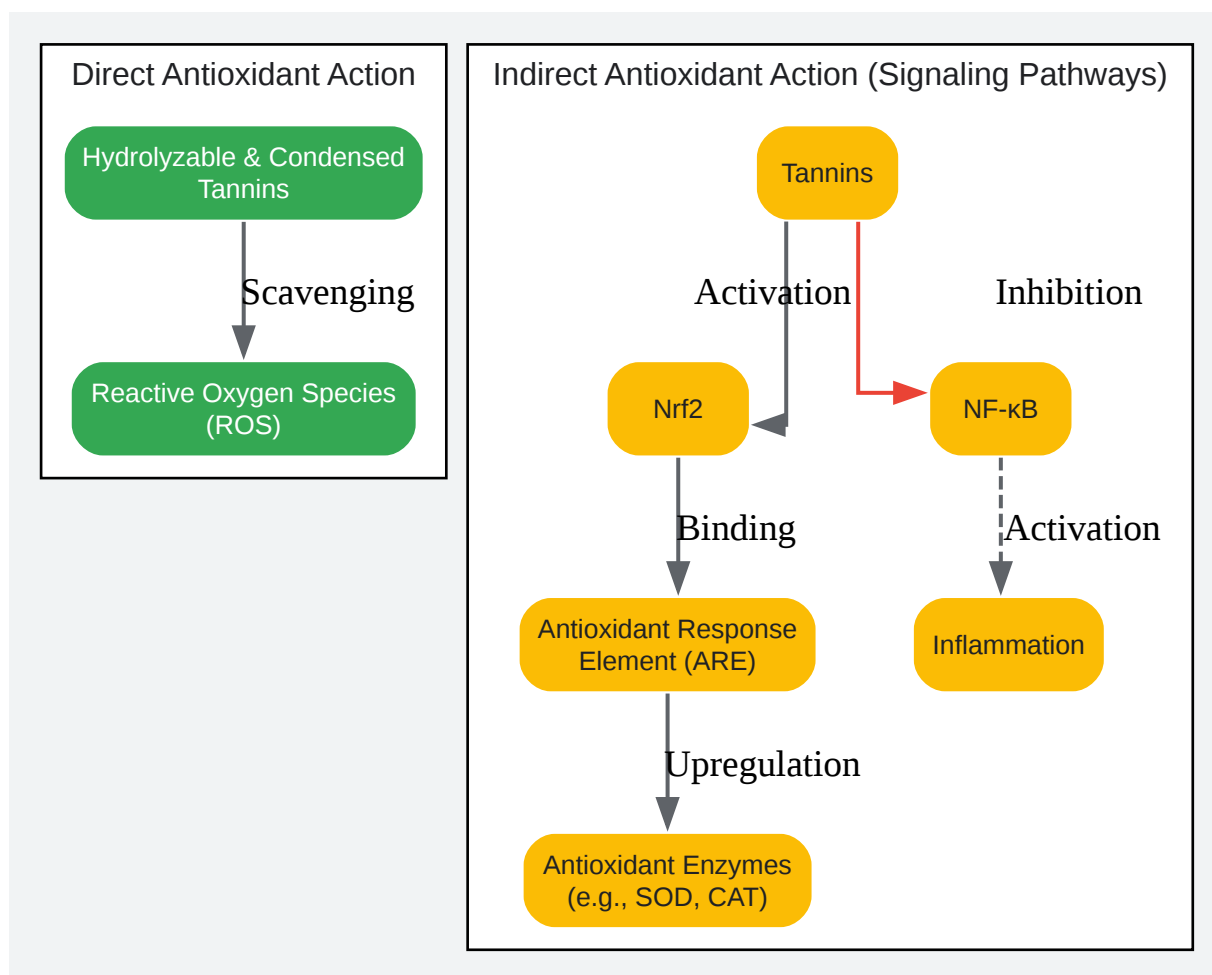 Direct Antioxidant Action
Hydrolyzable & Condensed
Tannins
Scavenging
Reactive Oxygen Species
(ROS)
Indirect Antioxidant Action (Signaling Pathways)
Tannins
Activation
Inhibition
Nrf2
NF-κB
Binding
Activation
Antioxidant Response
Element (ARE)
Inflammation
Upregulation
Antioxidant Enzymes
(e.g., SOD, CAT)